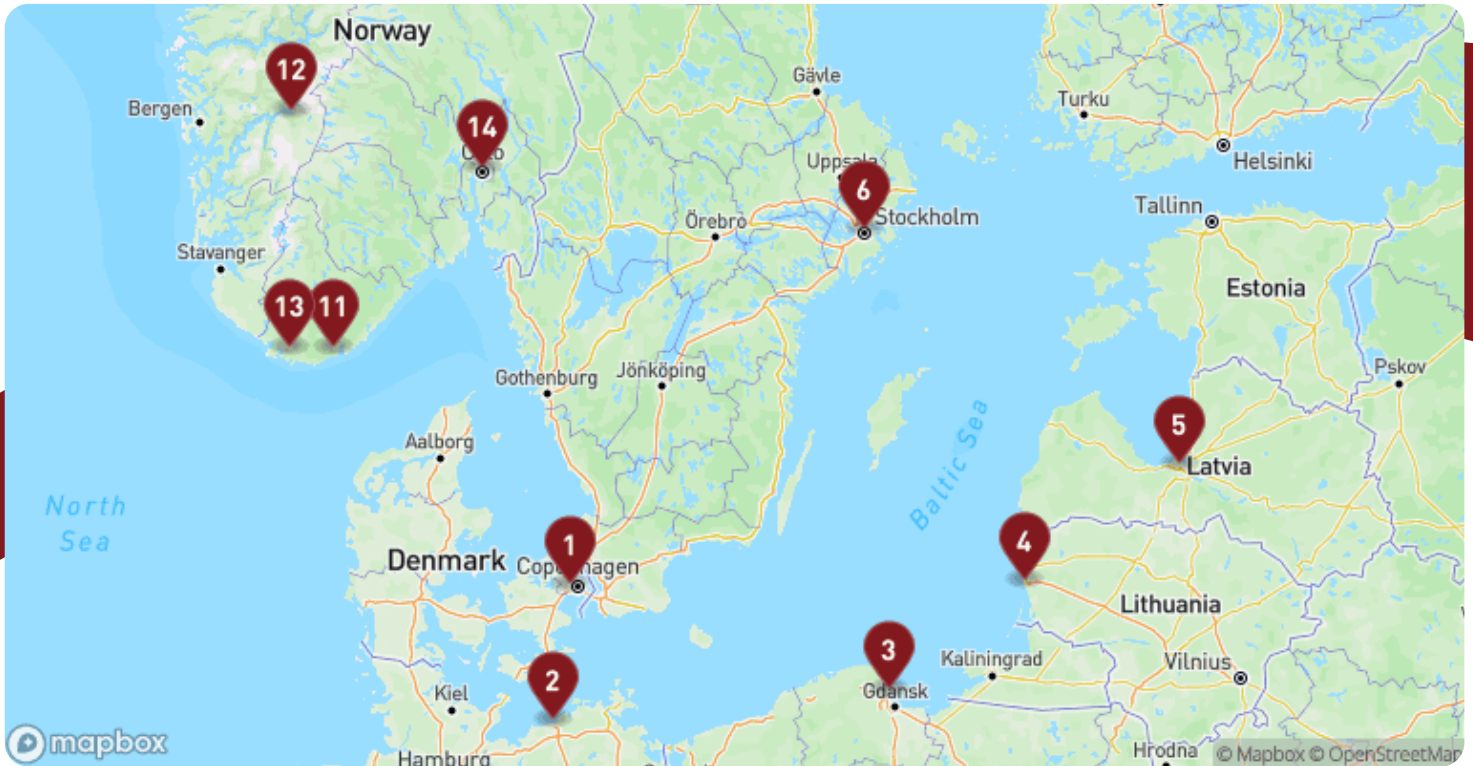 Norway
12
Gävle
Bergen
Turku
14
Helsinki
Uppsala
6
Tallinn
Stockholm
Örebro
Stavanger
Estonia
13
11
Pskov
Gothenburg
Jönköping
5
Aalborg
Latvia
Baltic Sea
North
Sea
4
1
Denmark
Copenhagen
Lithuania
3
Kaliningrad
Vilnius
2
Kiel
Gdansk
mapbox
Hrodna
Hamburg
© Mapbox © OpenStreetMap